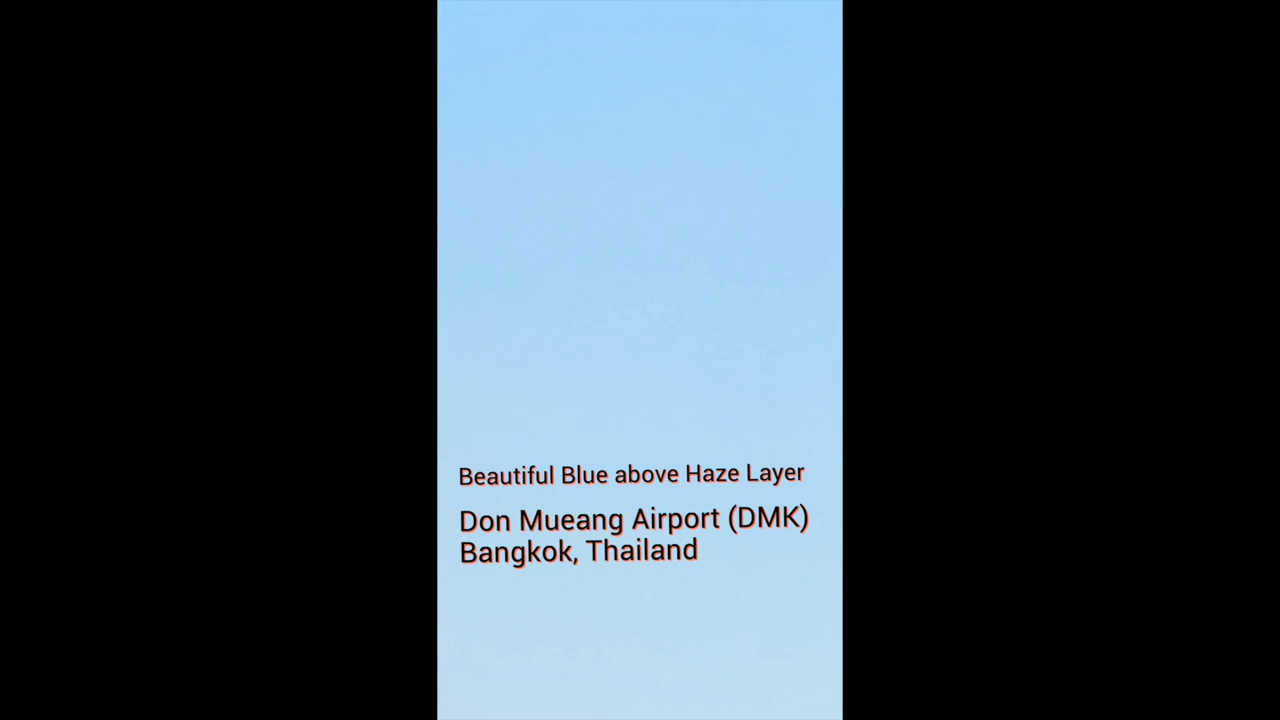 Beautiful Blue above Haze Layer
Don Mueang Airport (DMK)
Bangkok, Thailand